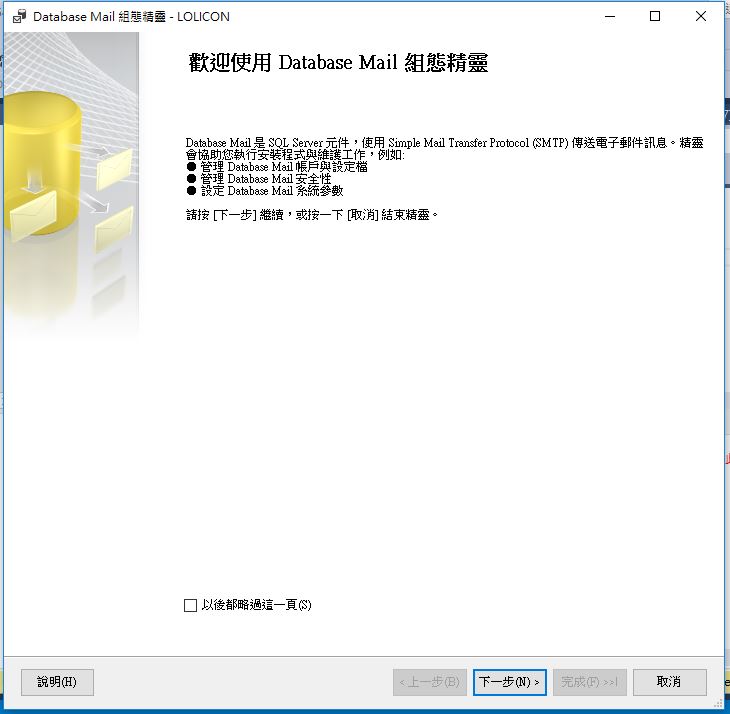 Database Mail 組態精靈 - LOLICON
歡迎使用 Database Mail 組態精靈
Database Mail 是 SQL Server 元件，使用 Simple Mail Transfer Protocol (SMTP) 傳送電子郵件訊息。精靈
會協助您執行安裝程式與維護工作，例如:
● 管理 Database Mail 帳戶與設定檔
● 管理 Database Mail 安全性
● 設定 Database Mail 系統參數
請按 [下一步] 繼續，或按一下 [取消] 結束精靈。
以後都略過這一頁(S)
說明(H)
< 上一步(B)
下一步(N) >
完成(F) >>|
取消